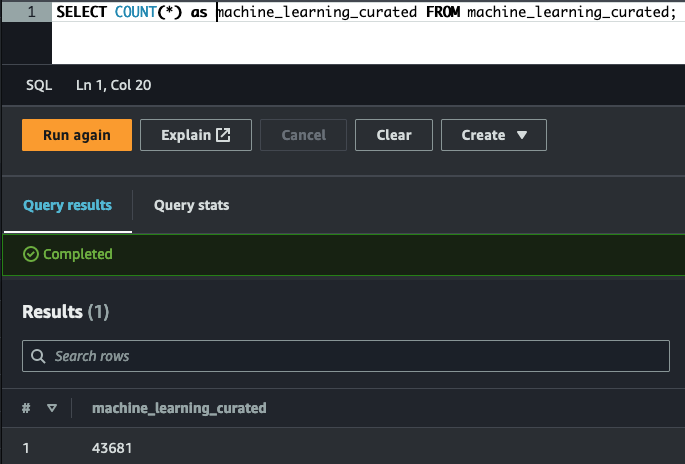 1 SELECT COUNT(*) as machine_learning_curated FROM machine_learning_curated;
SQL Ln 1, Col 20
Run again Explain Cancel Clear Create
Query results Query stats
Completed
Results (1)
Search rows
# machine_learning_curated
1 43681